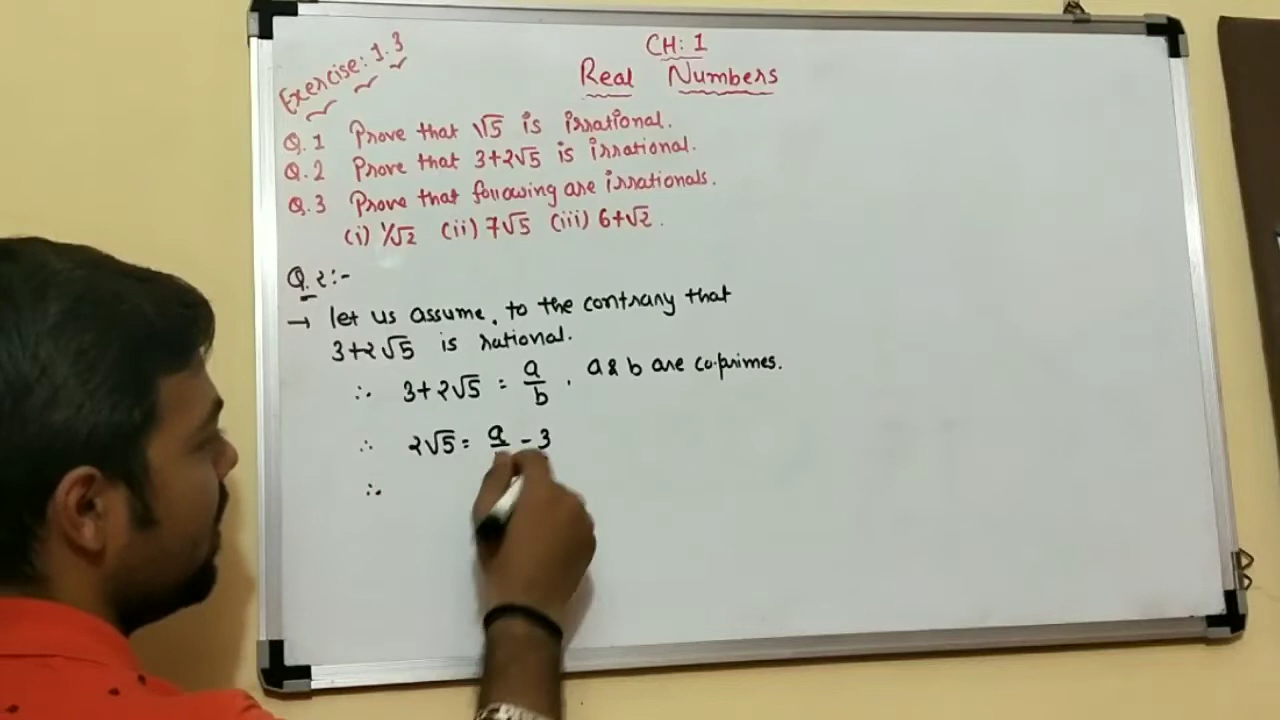 CH: 1
Real Numbers
Exercise: 1.3
Q.1 Prove that √5 is irrational.
Q.2 Prove that 3+2√5 is irrational.
Q.3 Prove that following are irrationals.
(i) 1/√2 (ii) 7√5 (iii) 6+√2.
Q.2:-
→ let us assume, to the contrary that
3+2√5 is rational.
∴ 3+2√5 = a/b , a & b are co-primes.
∴ 2√5 = a/ - 3
∴